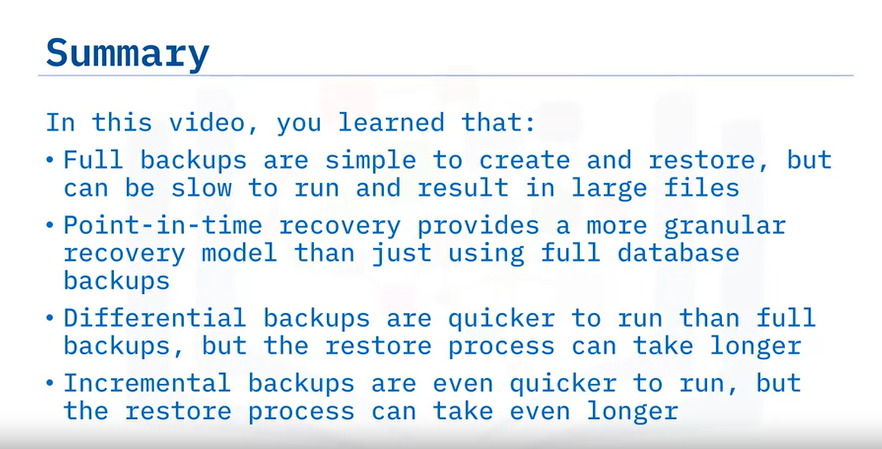 Summary
In this video, you learned that:
• Full backups are simple to create and restore, but
can be slow to run and result in large files
• Point-in-time recovery provides a more granular
recovery model than just using full database
backups
• Differential backups are quicker to run than full
backups, but the restore process can take longer
• Incremental backups are even quicker to run, but
the restore process can take even longer